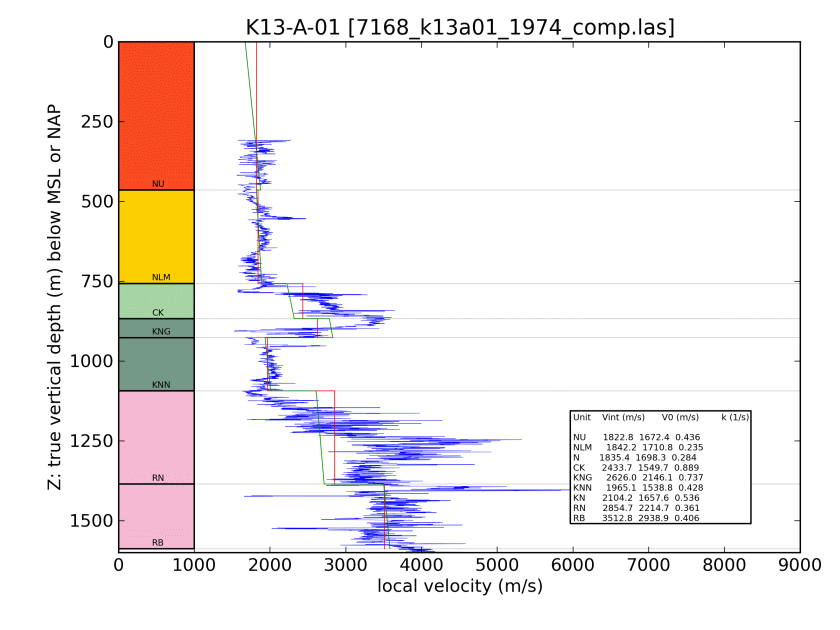 K13-A-01 [7168_k13a01_1974_comp.las]
Z: true vertical depth (m) below MSL or NAP
0
250
500
750
1000
1250
1500
NU
NLM
CK
KNG
KNN
RN
RB
Unit Vint (m/s) V0 (m/s) k (1/s)
NU 1822.8 1672.4 0.436
NLM 1842.2 1710.8 0.235
N 1835.4 1698.3 0.284
CK 2433.7 1549.7 0.889
KNG 2626.0 2146.1 0.737
KNN 1965.1 1538.8 0.428
KN 2104.2 1657.6 0.536
RN 2854.7 2214.7 0.361
RB 3512.8 2938.9 0.406
0 1000 2000 3000 4000 5000 6000 7000 8000 9000
local velocity (m/s)